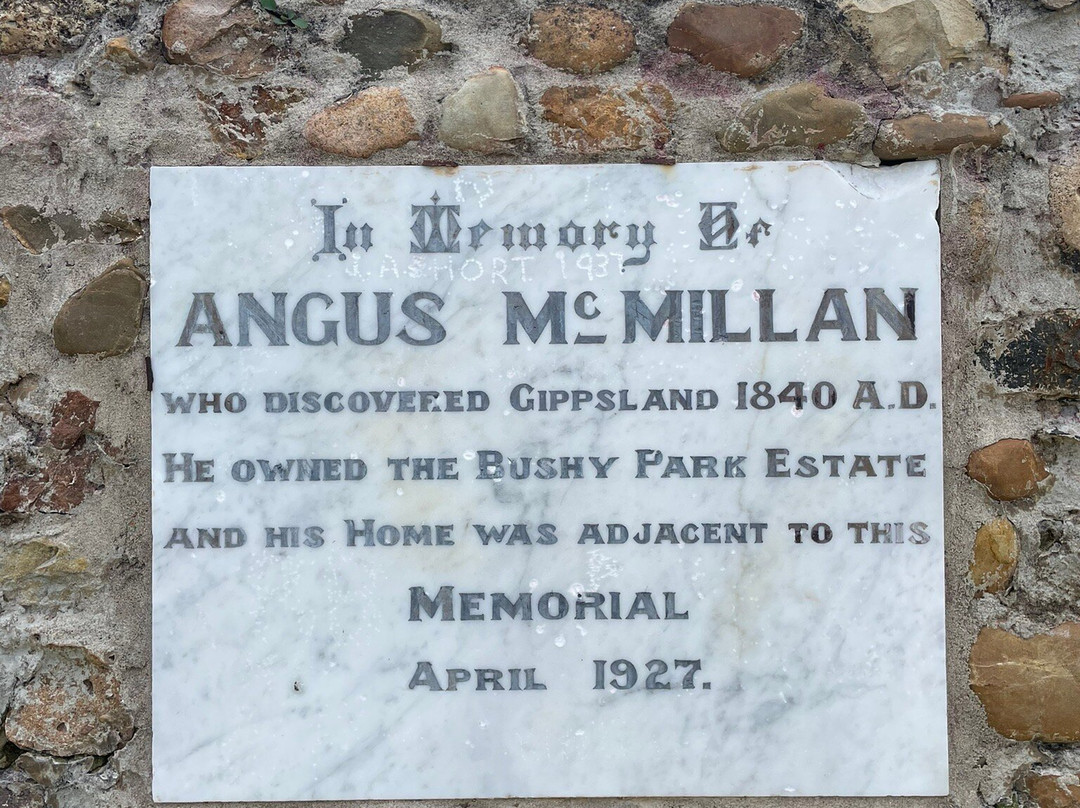 In Memory Of
J. ASHORT 1937
ANGUS McMILLAN
WHO DISCOVERED GIPPSLAND 1840 A.D.
HE OWNED THE BUSHY PARK ESTATE
AND HIS HOME WAS ADJACENT TO THIS
MEMORIAL
APRIL 1927.